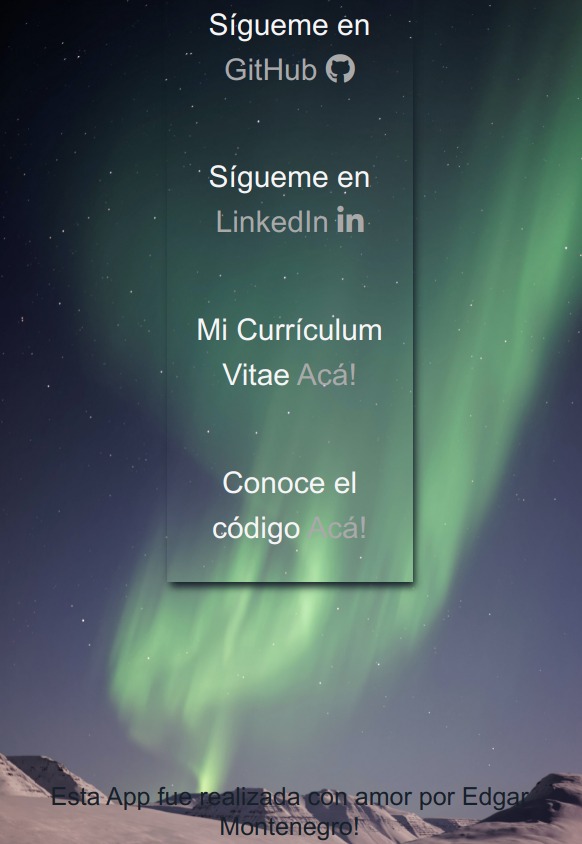 Sígueme en
GitHub
Sígueme en
LinkedIn in
Mi Currículum
Vitae Acá!
Conoce el
código Acá!
Esta App fue realizada con amor por Edgar
Montenegro!